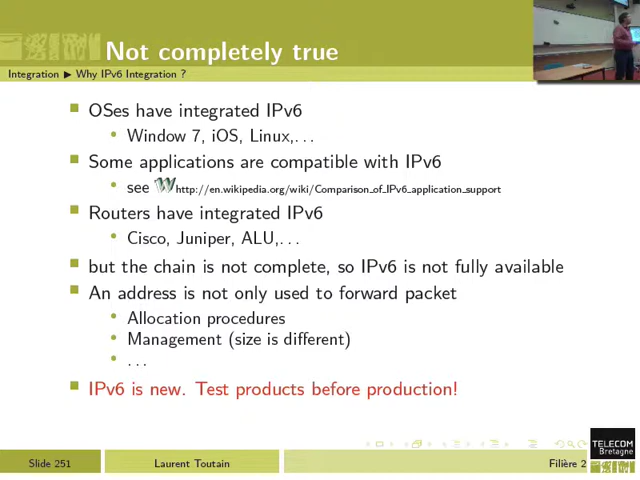 Not completely true
Integration ▶ Why IPv6 Integration ?
OSes have integrated IPv6
Window 7, iOS, Linux,. . .
Some applications are compatible with IPv6
see W http://en.wikipedia.org/wiki/Comparison_of_IPv6_application_support
Routers have integrated IPv6
Cisco, Juniper, ALU,. . .
but the chain is not complete, so IPv6 is not fully available
An address is not only used to forward packet
Allocation procedures
Management (size is different)
. . .
IPv6 is new. Test products before production!
TELECOM
Bretagne
Slide 251
Laurent Toutain
Filière 2